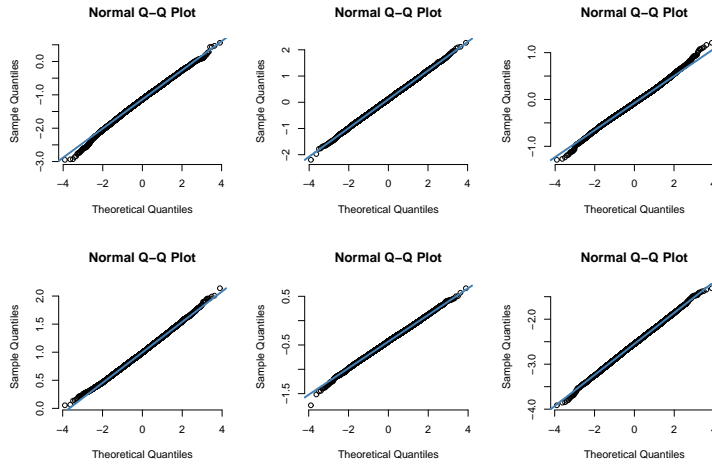 Normal Q−Q Plot
Sample Quantiles
0.0
−1.0
−2.0
−3.0
−4 −2 0 2 4
Theoretical Quantiles
Normal Q−Q Plot
Sample Quantiles
2
1
0
−1
−2
−4 −2 0 2 4
Theoretical Quantiles
Normal Q−Q Plot
Sample Quantiles
1.0
0.0
−1.0
−4 −2 0 2 4
Theoretical Quantiles
Normal Q−Q Plot
Sample Quantiles
2.0
1.5
1.0
0.5
0.0
−4 −2 0 2 4
Theoretical Quantiles
Normal Q−Q Plot
Sample Quantiles
0.5
−0.5
−1.5
−4 −2 0 2 4
Theoretical Quantiles
Normal Q−Q Plot
Sample Quantiles
−2.0
−3.0
−4.0
−4 −2 0 2 4
Theoretical Quantiles